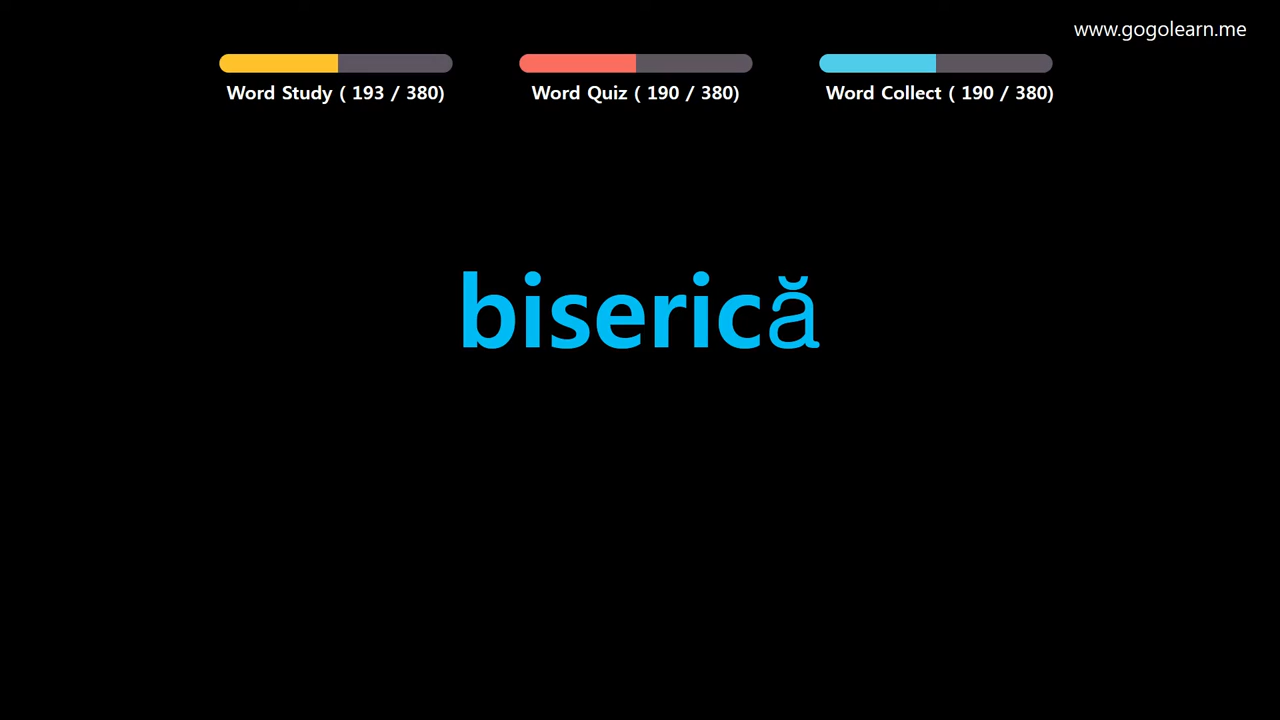 www.gogolearn.me
Word Study ( 193 / 380)
Word Quiz ( 190 / 380)
Word Collect ( 190 / 380)
biserică